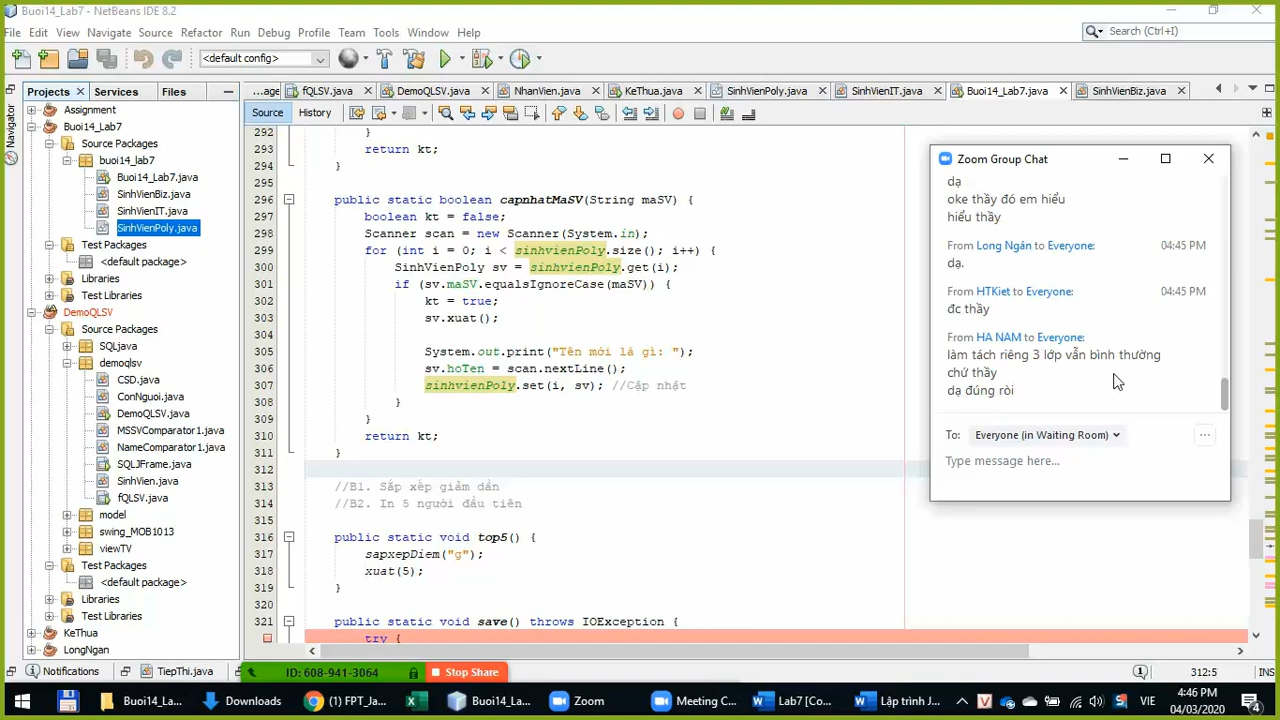 Buoi14_Lab7 - NetBeans IDE 8.2
File Edit View Navigate Source Refactor Run Debug Profile Team Tools Window Help
Search (Ctrl+I)
<default config>
Projects Services Files
...age fQLSV.java DemoQLSV.java NhanVien.java KeThua.java SinhVienPoly.java SinhVienIT.java Buoi14_Lab7.java SinhVienBiz.java
Source History
Navigator
Assignment
Buoi14_Lab7
Source Packages
buoi14_lab7
Buoi14_Lab7.java
SinhVienBiz.java
SinhVienIT.java
SinhVienPoly.java
Test Packages
<default package>
Libraries
Test Libraries
DemoQLSV
Source Packages
SQLjava
demoqlsv
CSD.java
ConNguoi.java
DemoQLSV.java
MSSVComparator1.java
NameComparator1.java
SQLJFrame.java
SinhVien.java
fQLSV.java
model
swing_MOB1013
viewTV
Test Packages
<default package>
Libraries
Test Libraries
KeThua
LongNgan
292 }
293 return kt;
294 }
295
296 public static boolean capnhatMaSV(String maSV) {
297 boolean kt = false;
298 Scanner scan = new Scanner(System.in);
299 for (int i = 0; i < sinhvienPoly.size(); i++) {
300 SinhVienPoly sv = sinhvienPoly.get(i);
301 if (sv.maSV.equalsIgnoreCase(maSV)) {
302 kt = true;
303 sv.xuat();
304
305 System.out.print("Tên mới là gì: ");
306 sv.hoTen = scan.nextLine();
307 sinhvienPoly.set(i, sv); //Cập nhật
308 }
309 }
310 return kt;
311 }
312
313 //B1. Sắp xếp giảm dần
314 //B2. In 5 người đầu tiên
315
316 public static void top5() {
317 sapxepDiem("g");
318 xuat(5);
319 }
320
321 public static void save() throws IOException {
try {
Zoom Group Chat
dạ
oke thầy đó em hiểu
hiểu thầy
From Long Ngân to Everyone: 04:45 PM
dạ.
From HTKiet to Everyone: 04:45 PM
đc thầy
From HA NAM to Everyone:
làm tách riêng 3 lớp vẫn bình thường
chứ thầy
dạ đúng ròi
To: Everyone (in Waiting Room) ...
Type message here...
Notifications TiepThi.java
ID: 608-941-3064 Stop Share
312:5 INS
Buoi14_La... Downloads (1) FPT_Ja... Buoi14_La... Zoom Meeting C... Lab7 [Co... Lập trình J... VIE
4:46 PM
04/03/2020
4